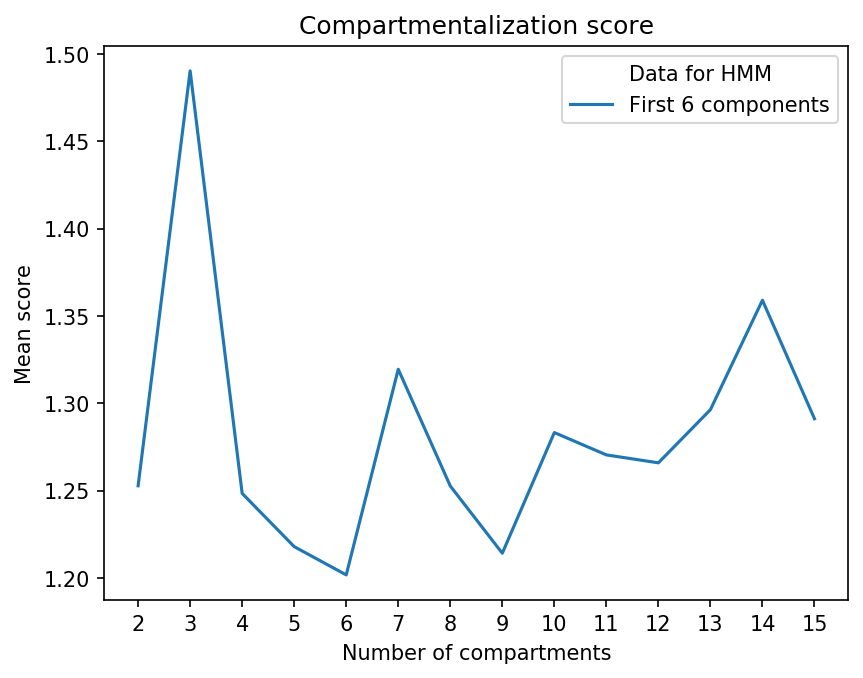 Compartmentalization score
1.50
1.45
1.40
1.35
1.30
1.25
1.20
Mean score
Data for HMM
First 6 components
2 3 4 5 6 7 8 9 10 11 12 13 14 15
Number of compartments